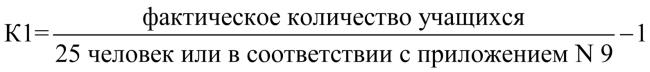 фактическое количество учащихся
К1= −1
25 человек или в соответствии с приложением N 9